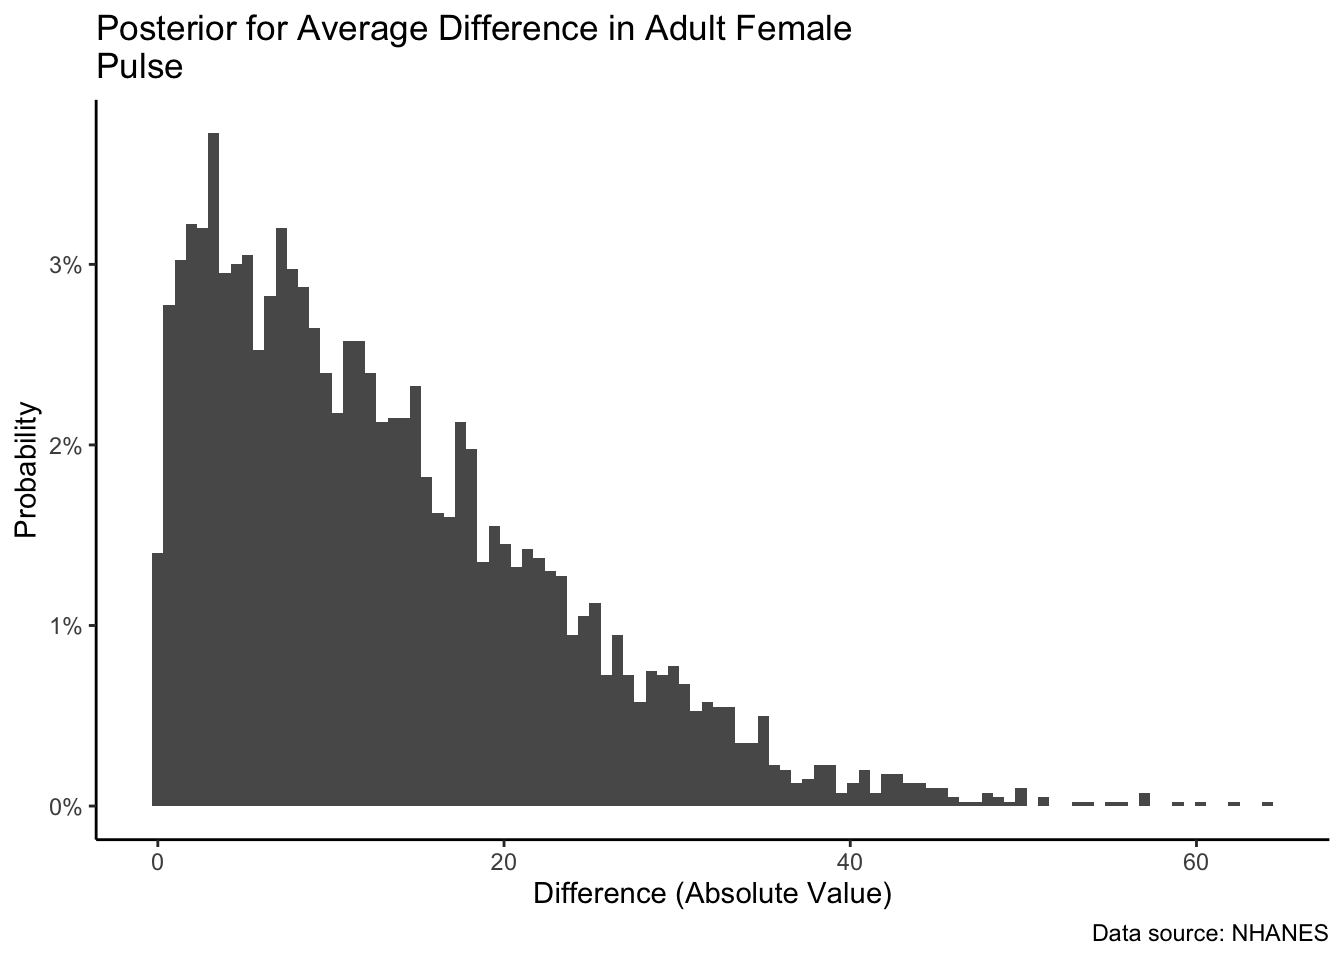 Posterior for Average Difference in Adult Female
Pulse
Probability
3%
2%
1%
0%
0 20 40 60
Difference (Absolute Value)
Data source: NHANES